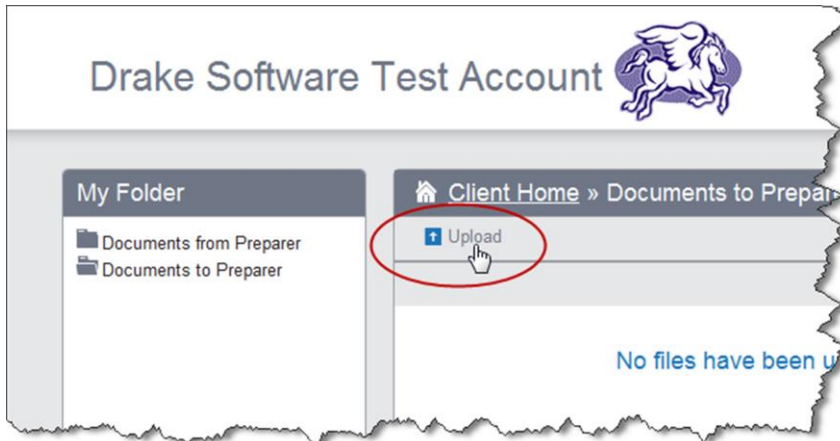 Drake Software Test Account
My Folder
Documents from Preparer
Documents to Preparer
Client Home » Documents to Prepar
Upload
No files have been u